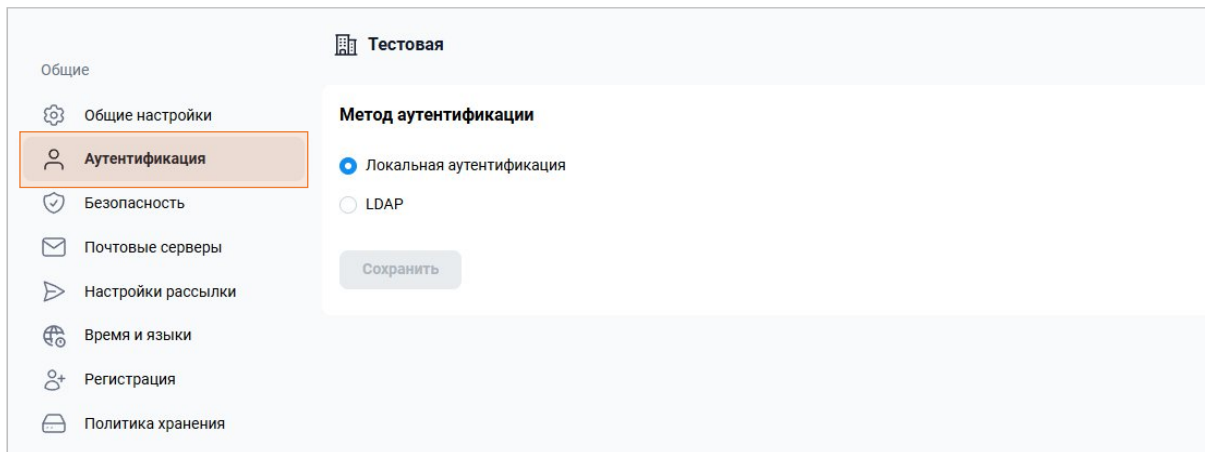 Общие
Общие настройки
Аутентификация
Безопасность
Почтовые серверы
Настройки рассылки
Время и языки
Регистрация
Политика хранения
Тестовая
Метод аутентификации
Локальная аутентификация
LDAP
Сохранить